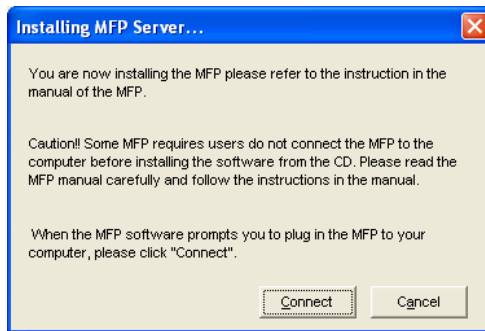 Installing MFP Server...
You are now installing the MFP please refer to the instruction in the
manual of the MFP.
Caution!! Some MFP requires users do not connect the MFP to the
computer before installing the software from the CD. Please read the
MFP manual carefully and follow the instructions in the manual.
When the MFP software prompts you to plug in the MFP to your
computer, please click "Connect".
Connect Cancel